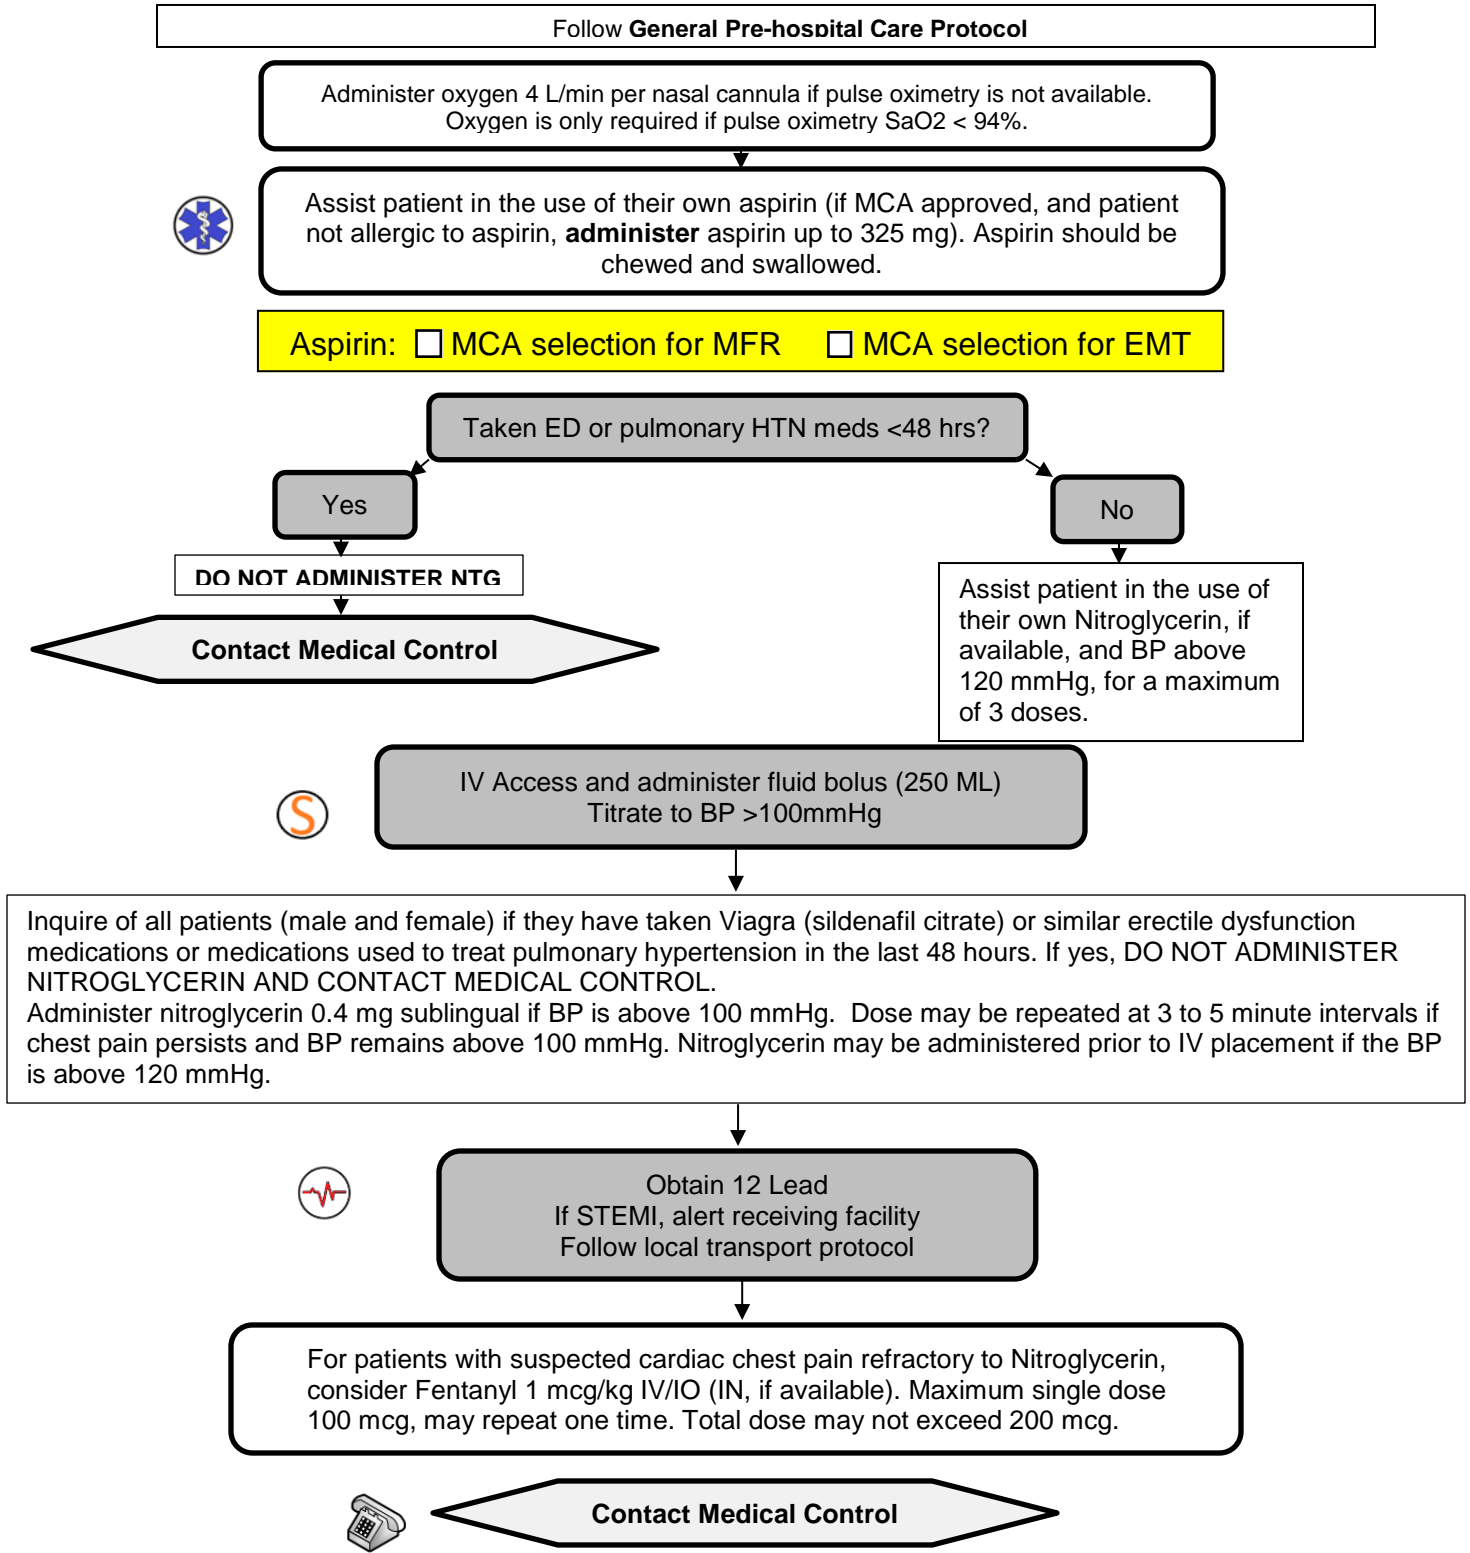 Follow General Pre-hospital Care Protocol
Administer oxygen 4 L/min per nasal cannula if pulse oximetry is not available.
Oxygen is only required if pulse oximetry SaO2 < 94%.
Assist patient in the use of their own aspirin (if MCA approved, and patient
not allergic to aspirin, administer aspirin up to 325 mg). Aspirin should be
chewed and swallowed.
Aspirin: ☐ MCA selection for MFR ☐ MCA selection for EMT
Taken ED or pulmonary HTN meds <48 hrs?
Yes
No
DO NOT ADMINISTER NTG
Contact Medical Control
Assist patient in the use of
their own Nitroglycerin, if
available, and BP above
120 mmHg, for a maximum
of 3 doses.
S
IV Access and administer fluid bolus (250 ML)
Titrate to BP >100mmHg
Inquire of all patients (male and female) if they have taken Viagra (sildenafil citrate) or similar erectile dysfunction
medications or medications used to treat pulmonary hypertension in the last 48 hours. If yes, DO NOT ADMINISTER
NITROGLYCERIN AND CONTACT MEDICAL CONTROL.
Administer nitroglycerin 0.4 mg sublingual if BP is above 100 mmHg. Dose may be repeated at 3 to 5 minute intervals if
chest pain persists and BP remains above 100 mmHg. Nitroglycerin may be administered prior to IV placement if the BP
is above 120 mmHg.
Obtain 12 Lead
If STEMI, alert receiving facility
Follow local transport protocol
For patients with suspected cardiac chest pain refractory to Nitroglycerin,
consider Fentanyl 1 mcg/kg IV/IO (IN, if available). Maximum single dose
100 mcg, may repeat one time. Total dose may not exceed 200 mcg.
Contact Medical Control